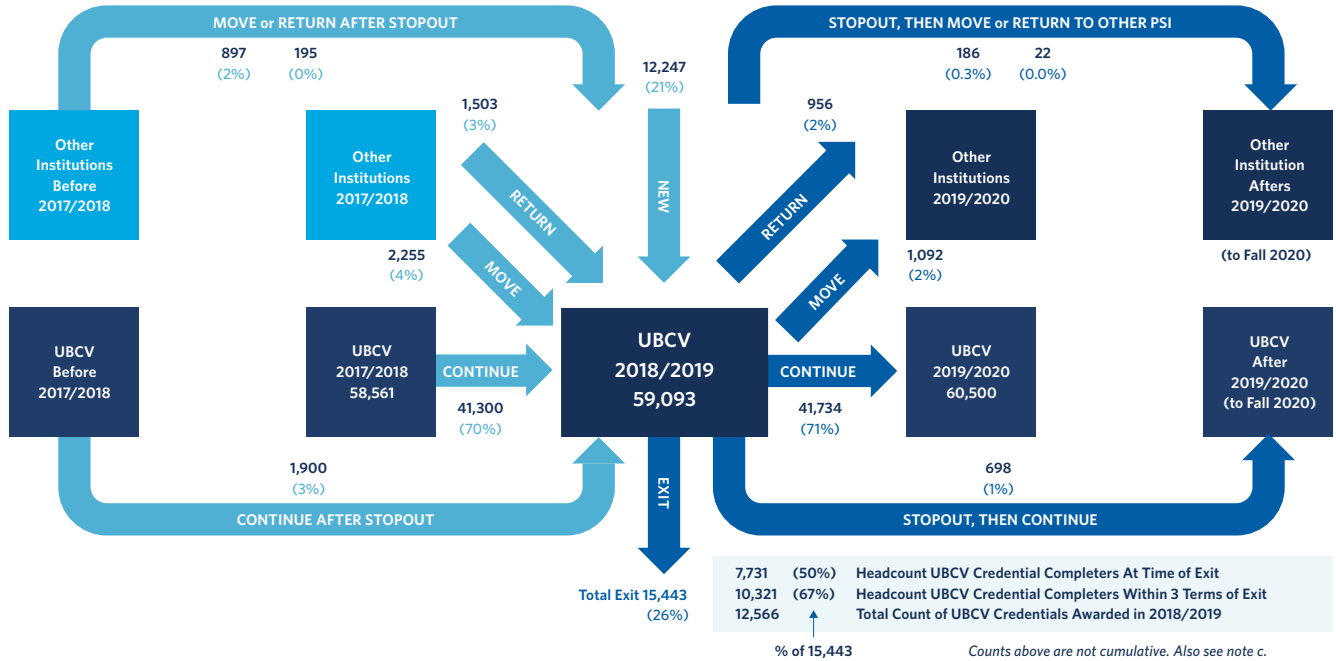 MOVE or RETURN AFTER STOPOUT
897 195
(2%) (0%)
12,247
(21%)
STOPOUT, THEN MOVE or RETURN TO OTHER PSI
186 22
(0.3%) (0.0%)
1,503
(3%)
956
(2%)
Other
Institutions
Before
2017/2018
Other
Institutions
2017/2018
RETURN
NEW
RETURN
Other
Institutions
2019/2020
Other
Institution
Afters
2019/2020
(to Fall 2020)
2,255
(4%)
MOVE
MOVE
1,092
(2%)
UBCV
Before
2017/2018
UBCV
2017/2018
58,561
CONTINUE
41,300
(70%)
UBCV
2018/2019
59,093
CONTINUE
41,734
(71%)
UBCV
2019/2020
60,500
UBCV
After
2019/2020
(to Fall 2020)
1,900
(3%)
CONTINUE AFTER STOPOUT
EXIT
698
(1%)
STOPOUT, THEN CONTINUE
Total Exit 15,443
(26%)
7,731 (50%) Headcount UBCV Credential Completers At Time of Exit
10,321 (67%) Headcount UBCV Credential Completers Within 3 Terms of Exit
12,566 Total Count of UBCV Credentials Awarded in 2018/2019
% of 15,443
Counts above are not cumulative. Also see note c.